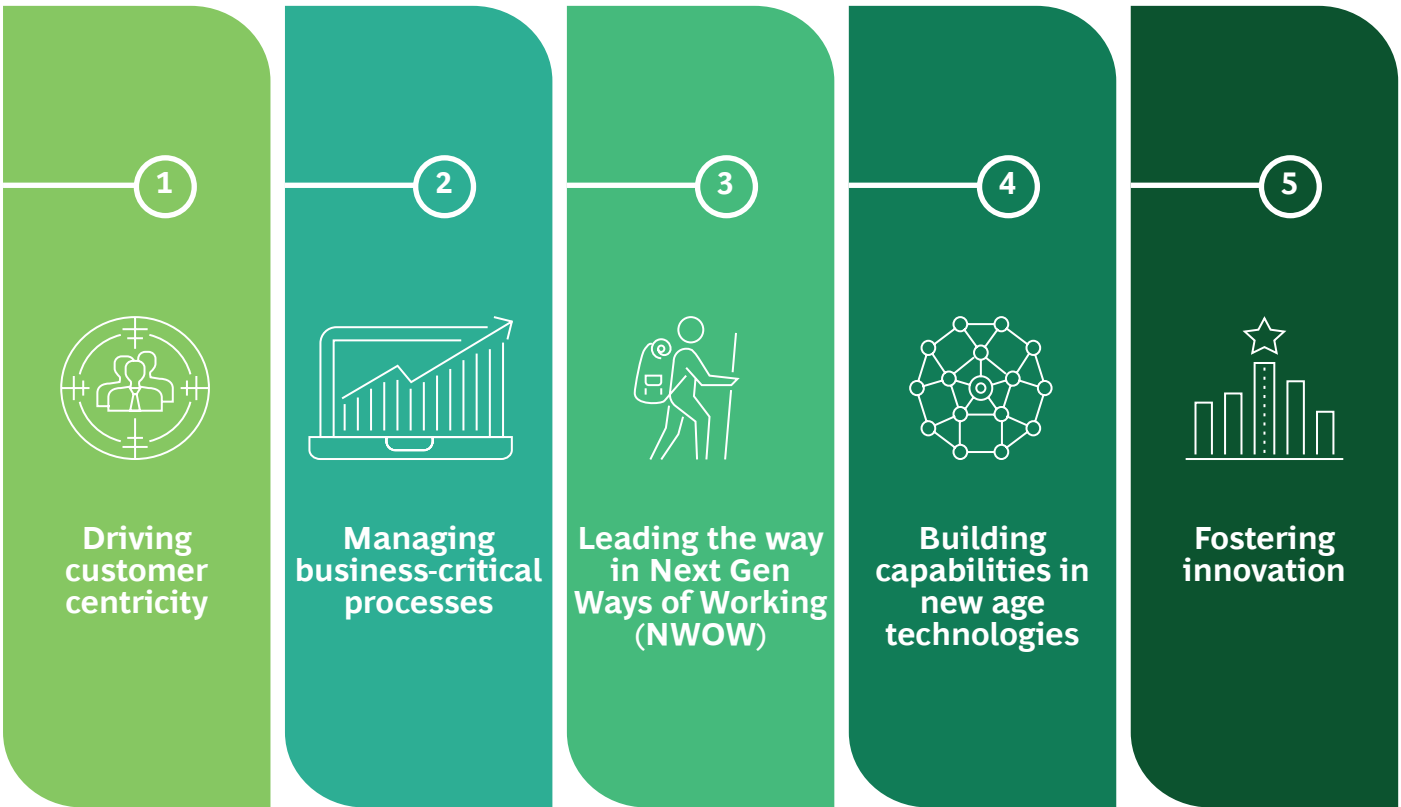 1
Driving
customer
centricity
2
Managing
business-critical
processes
3
Leading the way
in Next Gen
Ways of Working
(NWOW)
4
Building
capabilities in
new age
technologies
5
Fostering
innovation